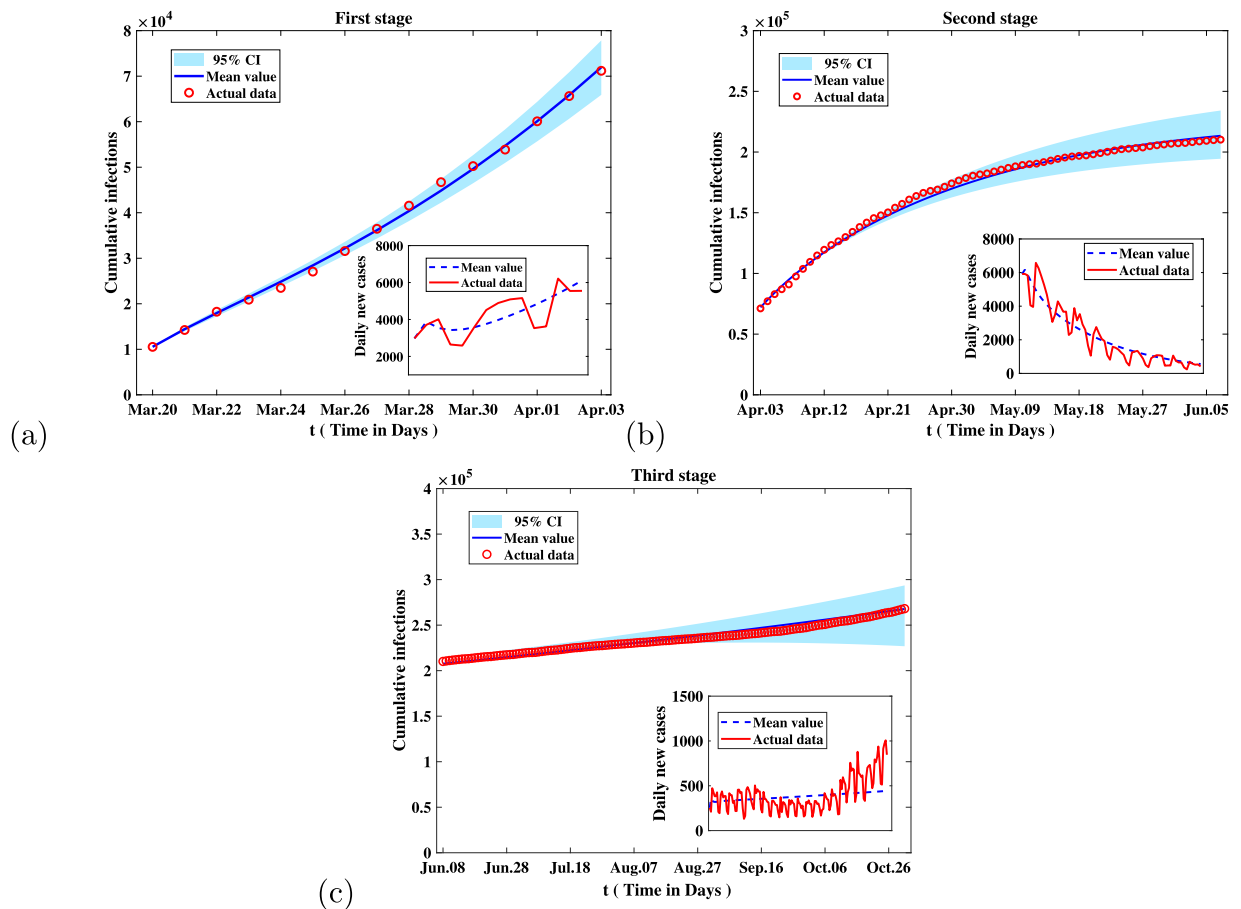 First stage
×10⁴
8
7
6
5
4
3
2
1
0
Cumulative infections
95% CI
Mean value
Actual data
8000
6000
4000
2000
Daily new cases
Mean value
Actual data
Mar.20 Mar.22 Mar.24 Mar.26 Mar.28 Mar.30 Apr.01 Apr.03
t ( Time in Days )
(a)
Second stage
×10⁵
3
2.5
2
1.5
1
0.5
0
Cumulative infections
95% CI
Mean value
Actual data
8000
6000
4000
2000
0
Daily new cases
Mean value
Actual data
Apr.03 Apr.12 Apr.21 Apr.30 May.09 May.18 May.27 Jun.05
t ( Time in Days )
(b)
Third stage
×10⁵
4
3.5
3
2.5
2
1.5
1
0.5
0
Cumulative infections
95% CI
Mean value
Actual data
1500
1000
500
0
Daily new cases
Mean value
Actual data
Jun.08 Jun.28 Jul.18 Aug.07 Aug.27 Sep.16 Oct.06 Oct.26
t ( Time in Days )
(c)